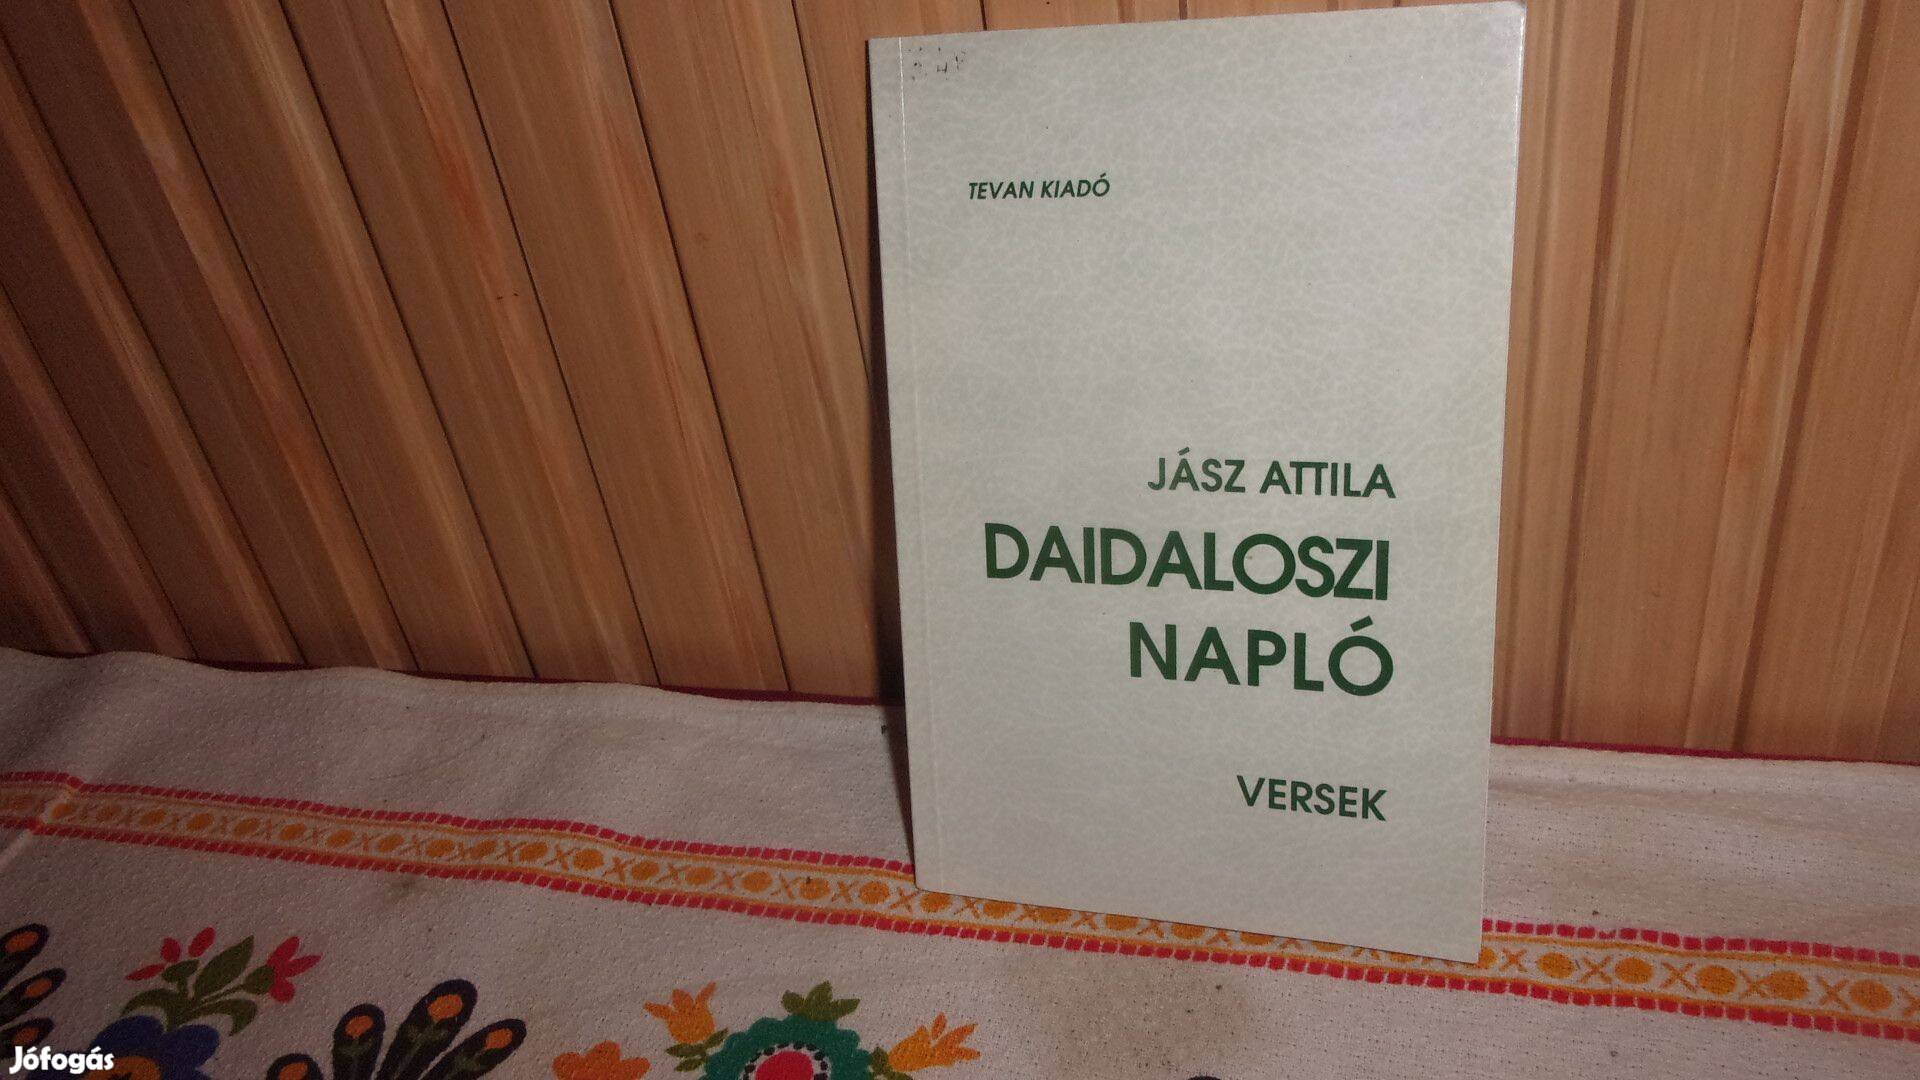 TEVAN KIADÓ
JÁSZ ATTILA
DAIDALOSZI
NAPLÓ
VERSEK
Jófogás